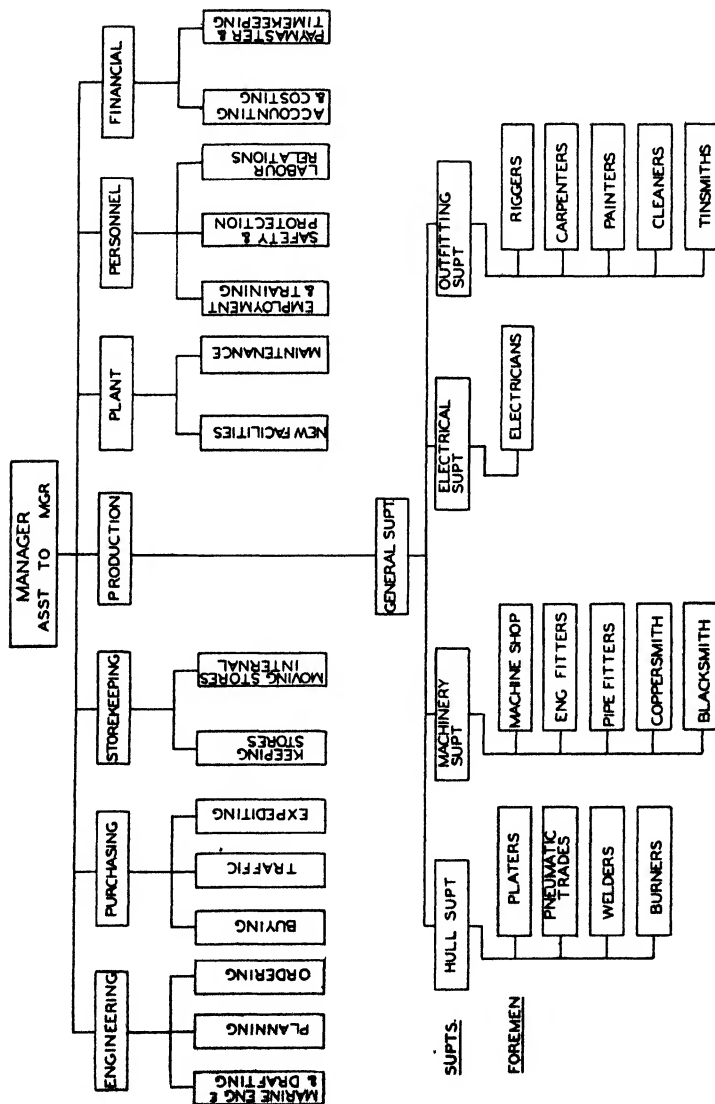 MANAGER
ASST TO MGR
ENGINEERING
PURCHASING
STOREKEEPING
PRODUCTION
PLANT
PERSONNEL
FINANCIAL
MARINE ENG &
& DRAFTING
PLANNING
ORDERING
BUYING
TRAFFIC
EXPEDITING
KEEPING
STORES
MOVING STORES
INTERNAL
NEW FACILITIES
MAINTENANCE
EMPLOYMENT
& TRAINING
SAFETY &
PROTECTION
LABOUR
RELATIONS
ACCOUNTING
& COSTING
PAYMASTER &
TIMEKEEPING
GENERAL SUPT.
SUPTS.
HULL SUPT
MACHINERY
SUPT
ELECTRICAL
SUPT
OUTFITTING
SUPT
FOREMEN
PLATERS
PNEUMATIC
TRADES
WELDERS
BURNERS
MACHINE SHOP
ENG FITTERS
PIPE FITTERS
COPPERSMITH
BLACKSMITH
ELECTRICIANS
RIGGERS
CARPENTERS
PAINTERS
CLEANERS
TINSMITHS